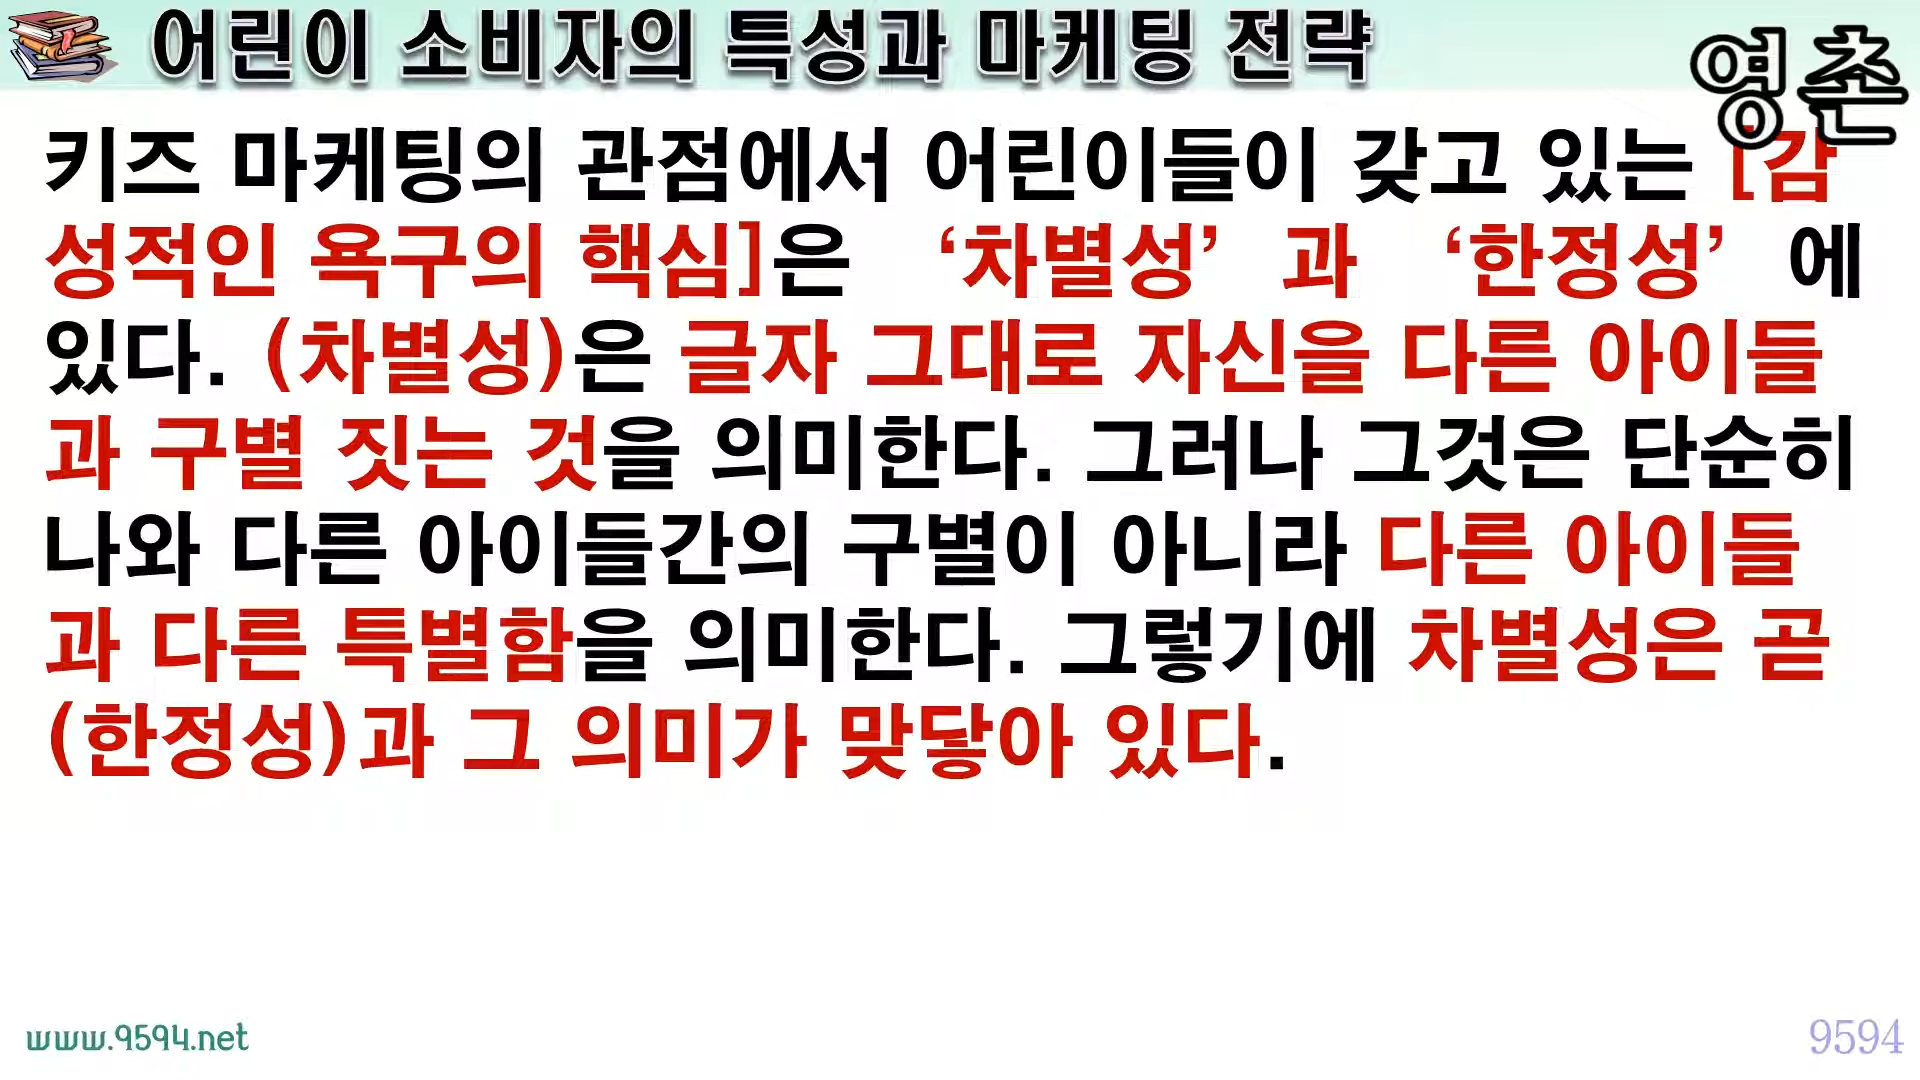 어린이 소비자의 특성과 마케팅 전략
영촌
키즈 마케팅의 관점에서 어린이들이 갖고 있는 [감
성적인 욕구의 핵심]은 ‘차별성’ 과 ‘한정성’ 에
있다. (차별성)은 글자 그대로 자신을 다른 아이들
과 구별 짓는 것을 의미한다. 그러나 그것은 단순히
나와 다른 아이들간의 구별이 아니라 다른 아이들
과 다른 특별함을 의미한다. 그렇기에 차별성은 곧
(한정성)과 그 의미가 맞닿아 있다.
www.9594.net
9594